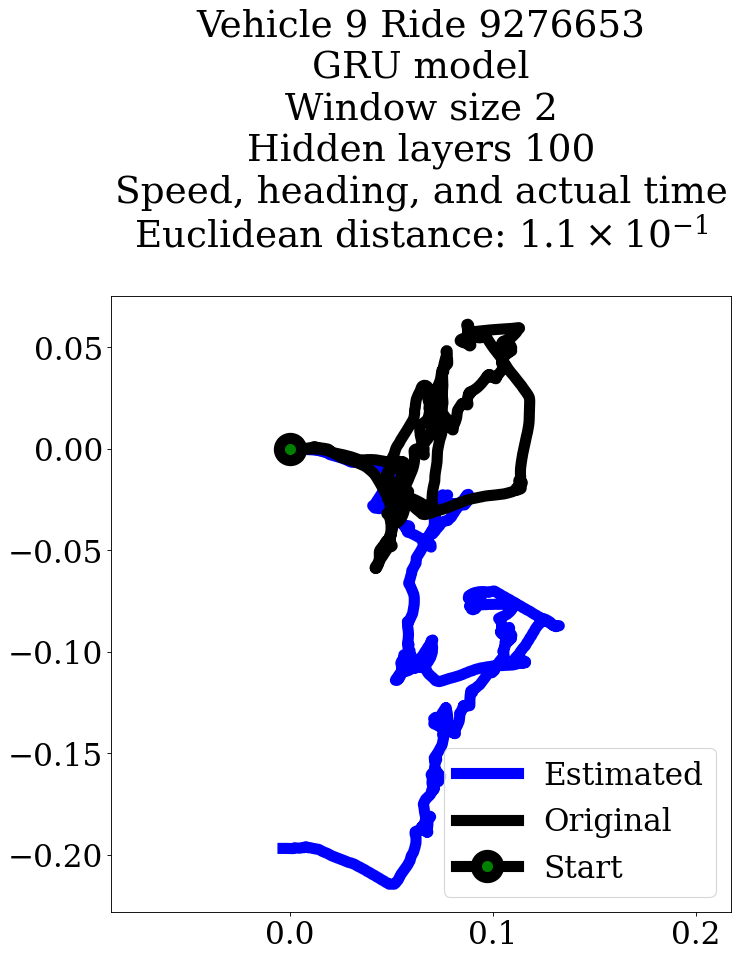 Vehicle 9 Ride 9276653
GRU model
Window size 2
Hidden layers 100
Speed, heading, and actual time
Euclidean distance: $1.1 \times 10^{-1}$
0.05
0.00
−0.05
−0.10
−0.15
−0.20
Estimated
Original
Start
0.0 0.1 0.2